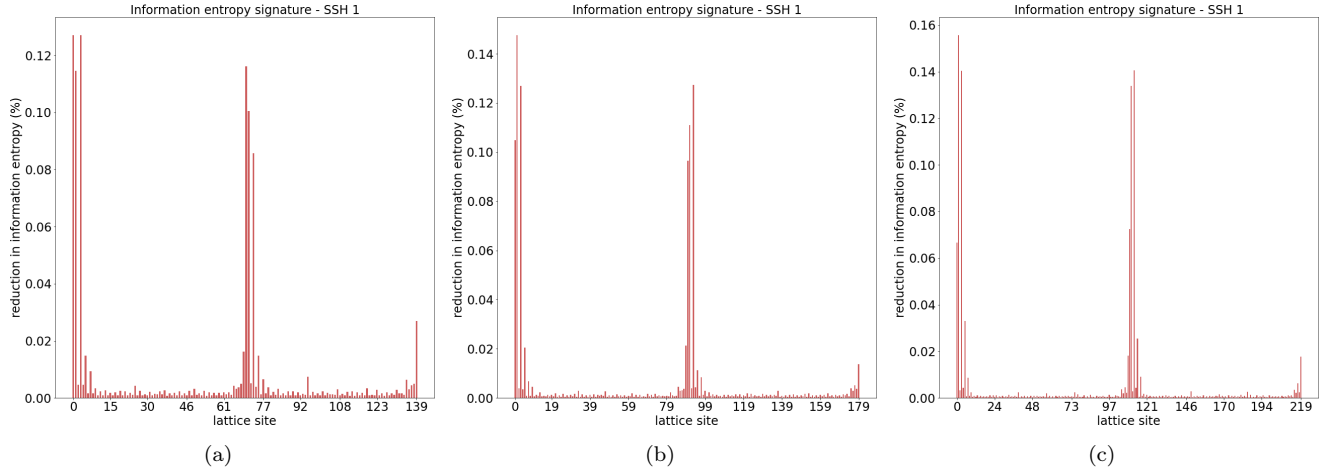 Information entropy signature - SSH 1
reduction in information entropy (%)
0.12
0.10
0.08
0.06
0.04
0.02
0.00
0 15 30 46 61 77 92 108 123 139
lattice site
(a)
Information entropy signature - SSH 1
reduction in information entropy (%)
0.14
0.12
0.10
0.08
0.06
0.04
0.02
0.00
0 19 39 59 79 99 119 139 159 179
lattice site
(b)
Information entropy signature - SSH 1
reduction in information entropy (%)
0.16
0.14
0.12
0.10
0.08
0.06
0.04
0.02
0.00
0 24 48 73 97 121 146 170 194 219
lattice site
(c)